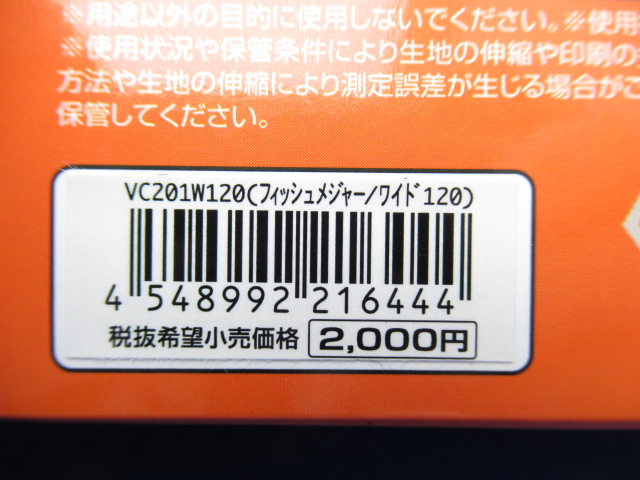 ※用途以外の目的に使用しないでください。※使用
※使用状況や保管条件により生地の伸縮や印刷の
方法や生地の伸縮により測定誤差が生じる場合がご
保管してください。
VC201W120(ﾌｨｯｼｭﾒｼﾞｬｰ/ﾜｲﾄﾞ120)
4 548992 216444
税抜希望小売価格 2,000円